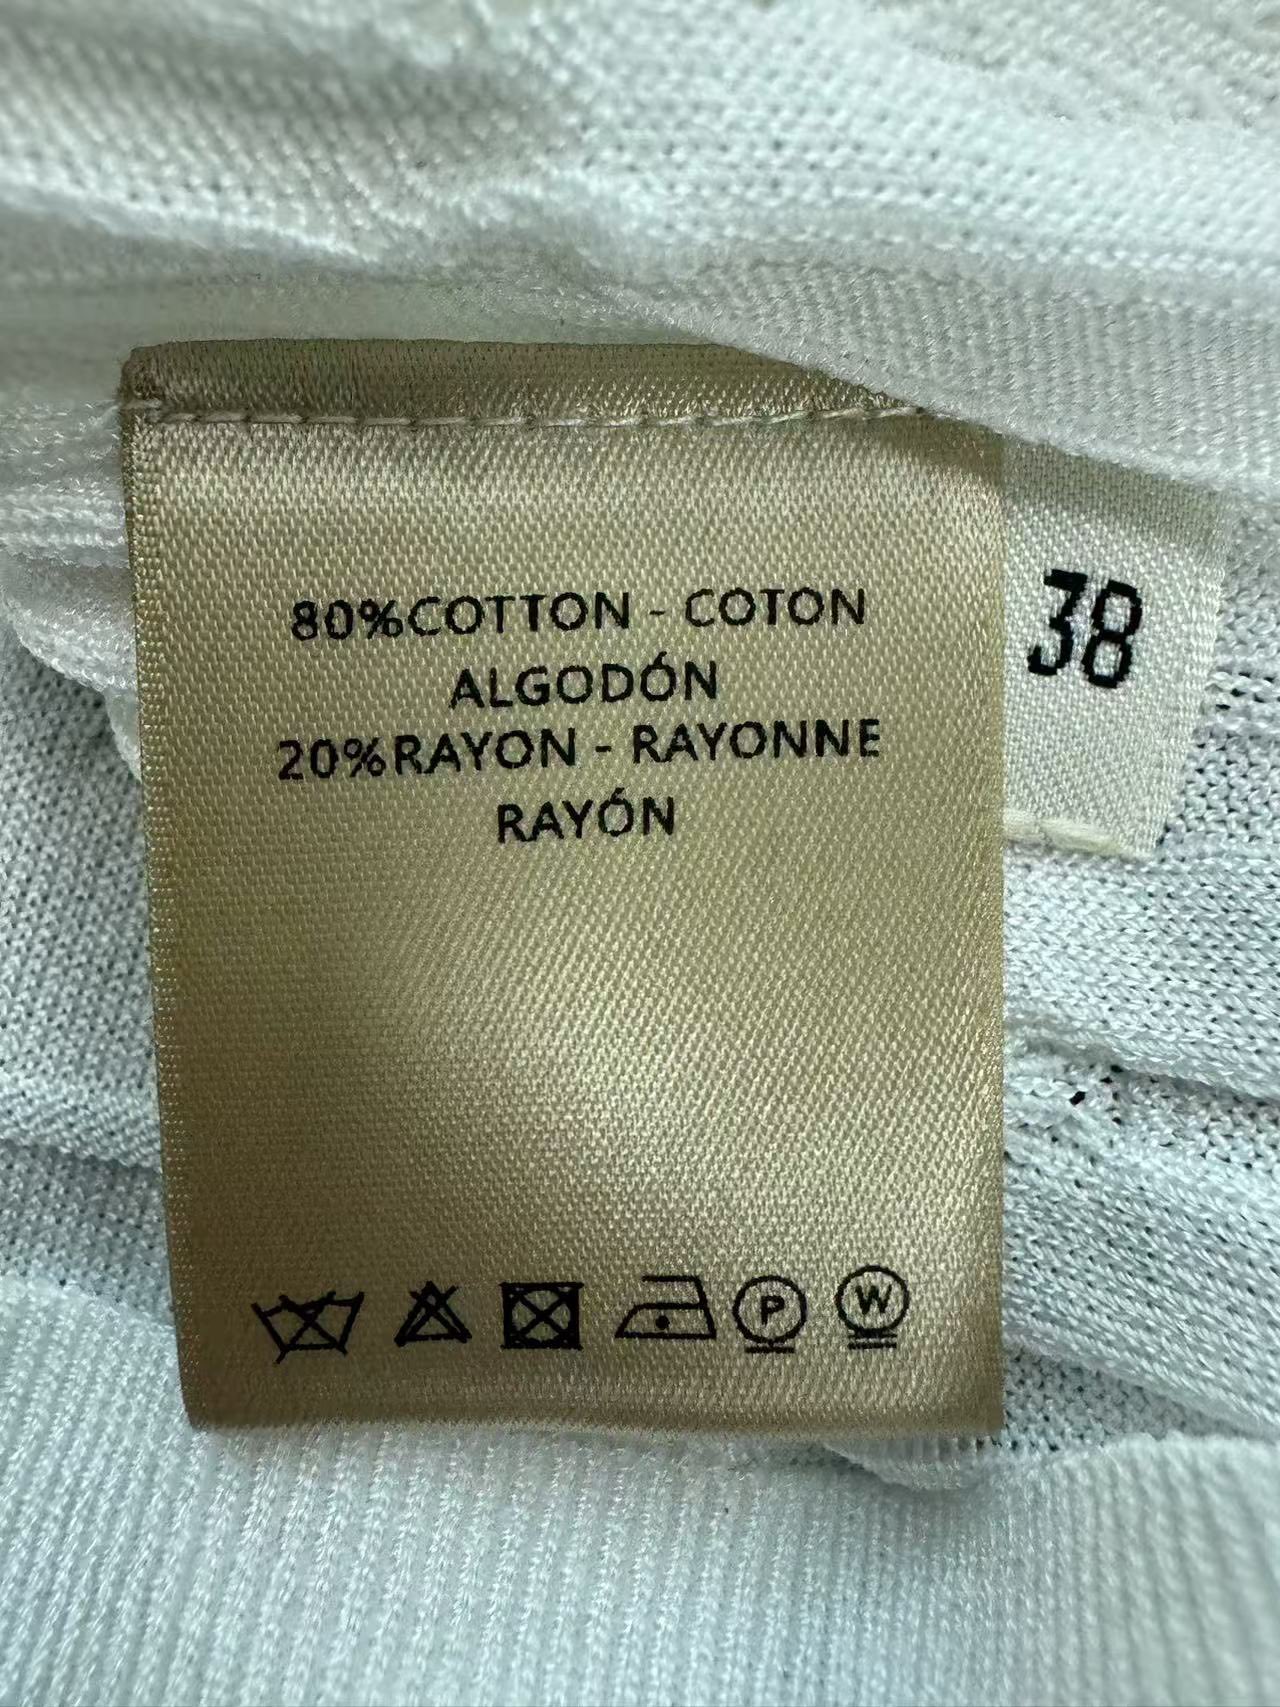 80%COTTON - COTON
ALGODÓN
20%RAYON - RAYONNE
RAYÓN
38
P
W